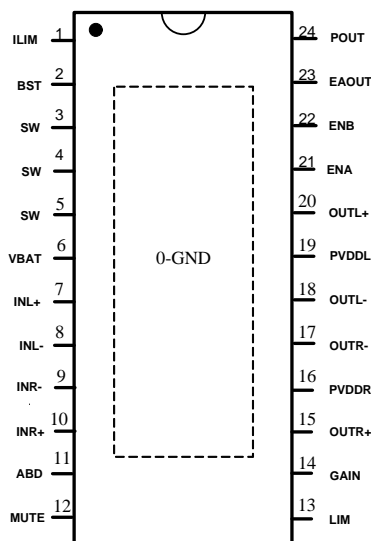 ILIM 1 24 POUT
BST 2 23 EAOUT
SW 3 22 ENB
SW 4 21 ENA
SW 5 20 OUTL+
VBAT 6 19 PVDDL
0-GND
INL+ 7 18 OUTL-
INL- 8 17 OUTR-
INR- 9 16 PVDDR
INR+ 10 15 OUTR+
ABD 11 14 GAIN
MUTE 12 13 LIM